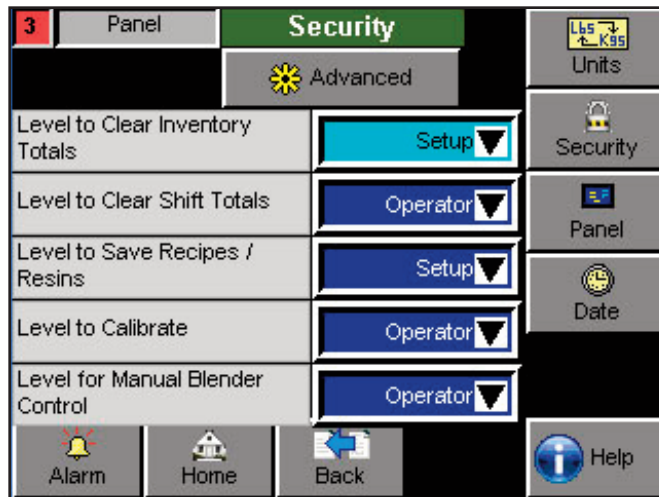 3 Panel Security
Lbs
Kgs
Units
Advanced
Level to Clear Inventory
Totals
Setup
Security
Level to Clear Shift Totals
Operator
Panel
Level to Save Recipes /
Resins
Setup
Date
Level to Calibrate
Operator
Level for Manual Blender
Control
Operator
Alarm
Home
Back
Help